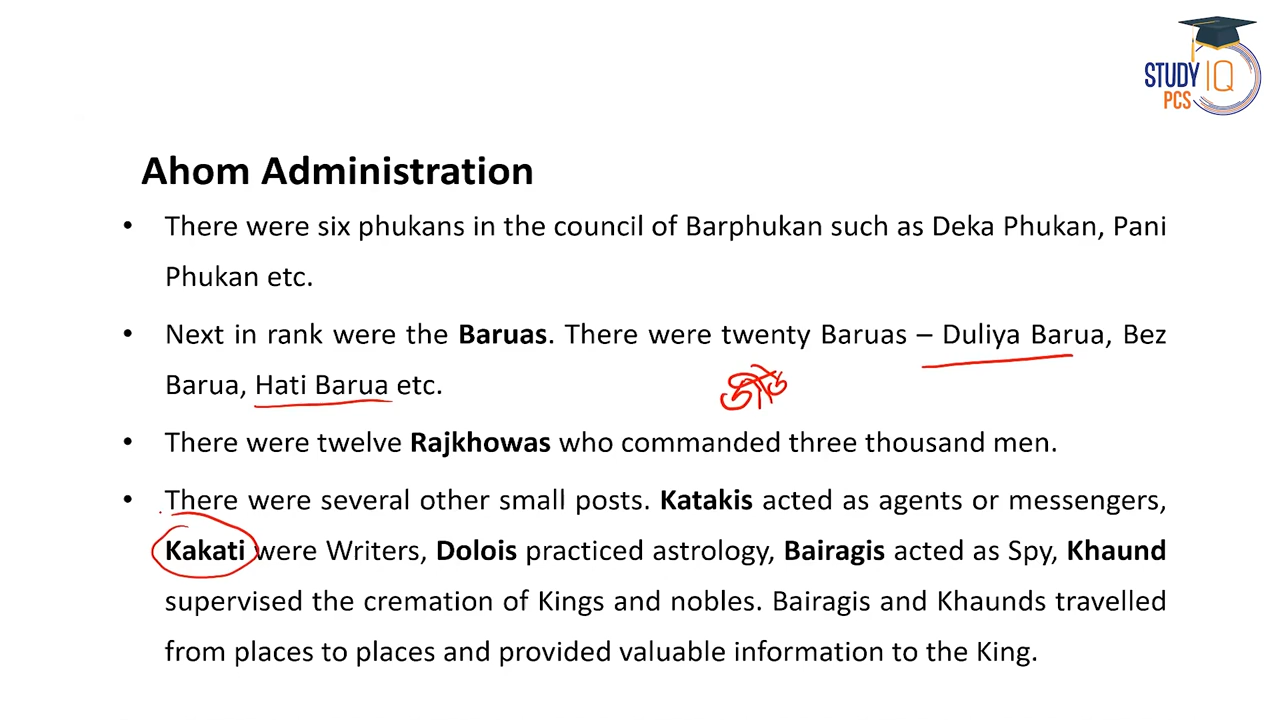 STUDY IQ
PCS
Ahom Administration
• There were six phukans in the council of Barphukan such as Deka Phukan, Pani
Phukan etc.
• Next in rank were the Baruas. There were twenty Baruas – Duliya Barua, Bez
Barua, Hati Barua etc.
• There were twelve Rajkhowas who commanded three thousand men.
• There were several other small posts. Katakis acted as agents or messengers,
Kakati were Writers, Dolois practiced astrology, Bairagis acted as Spy, Khaund
supervised the cremation of Kings and nobles. Bairagis and Khaunds travelled
from places to places and provided valuable information to the King.